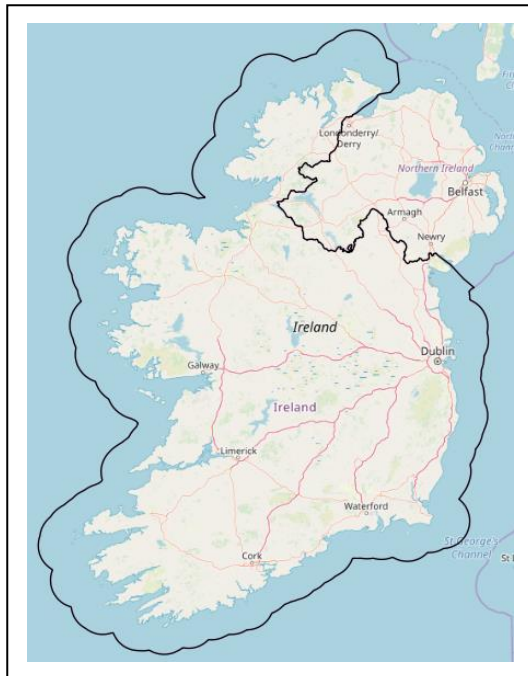 Londonderry/
Derry
Northern Ireland
Belfast
Armagh
Newry
Ireland
Dublin
Galway
Ireland
Limerick
Waterford
Cork
St George's
Channel